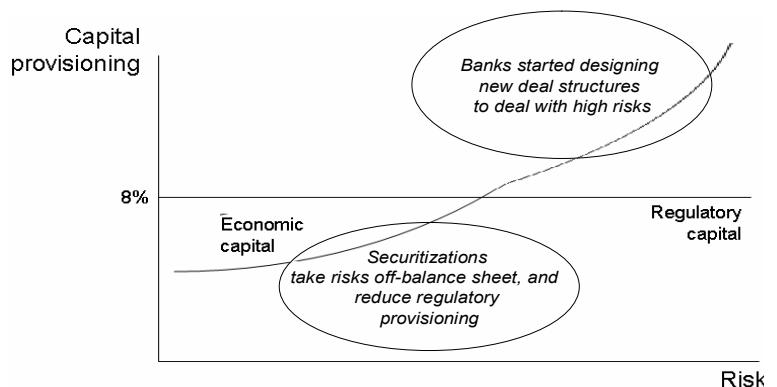 Capital
provisioning
Banks started designing
new deal structures
to deal with high risks
8%
Economic
capital
Regulatory
capital
Securitizations
take risks off-balance sheet, and
reduce regulatory
provisioning
Risk